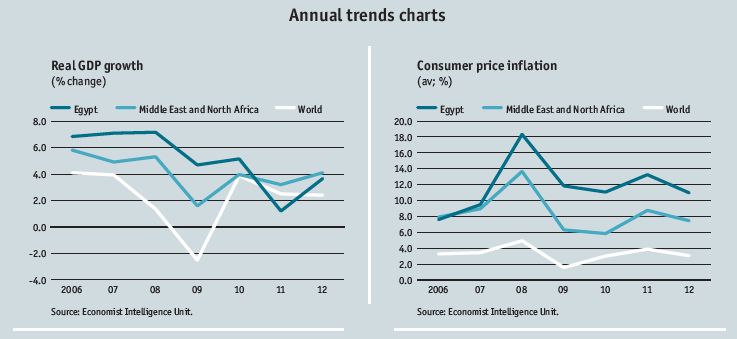 Annual trends charts
Real GDP growth
(% change)
Egypt Middle East and North Africa World
8.0
6.0
4.0
2.0
0.0
-2.0
-4.0
2006 07 08 09 10 11 12
Source: Economist Intelligence Unit.
Consumer price inflation
(av; %)
Egypt Middle East and North Africa World
20.0
18.0
16.0
14.0
12.0
10.0
8.0
6.0
4.0
2.0
0.0
2006 07 08 09 10 11 12
Source: Economist Intelligence Unit.